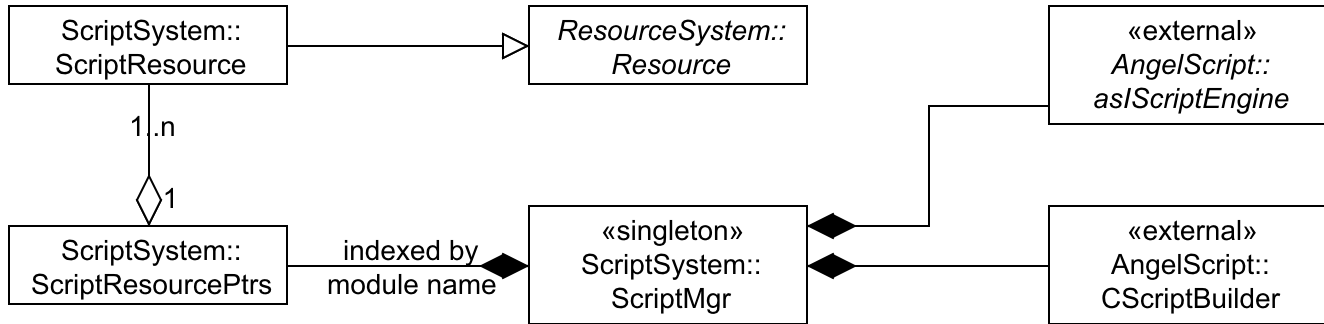 ScriptSystem::
ScriptResource
ResourceSystem::
Resource
«external»
AngelScript::
asIScriptEngine
1..n
1
ScriptSystem::
ScriptResourcePtrs
indexed by
module name
«singleton»
ScriptSystem::
ScriptMgr
«external»
AngelScript::
CScriptBuilder